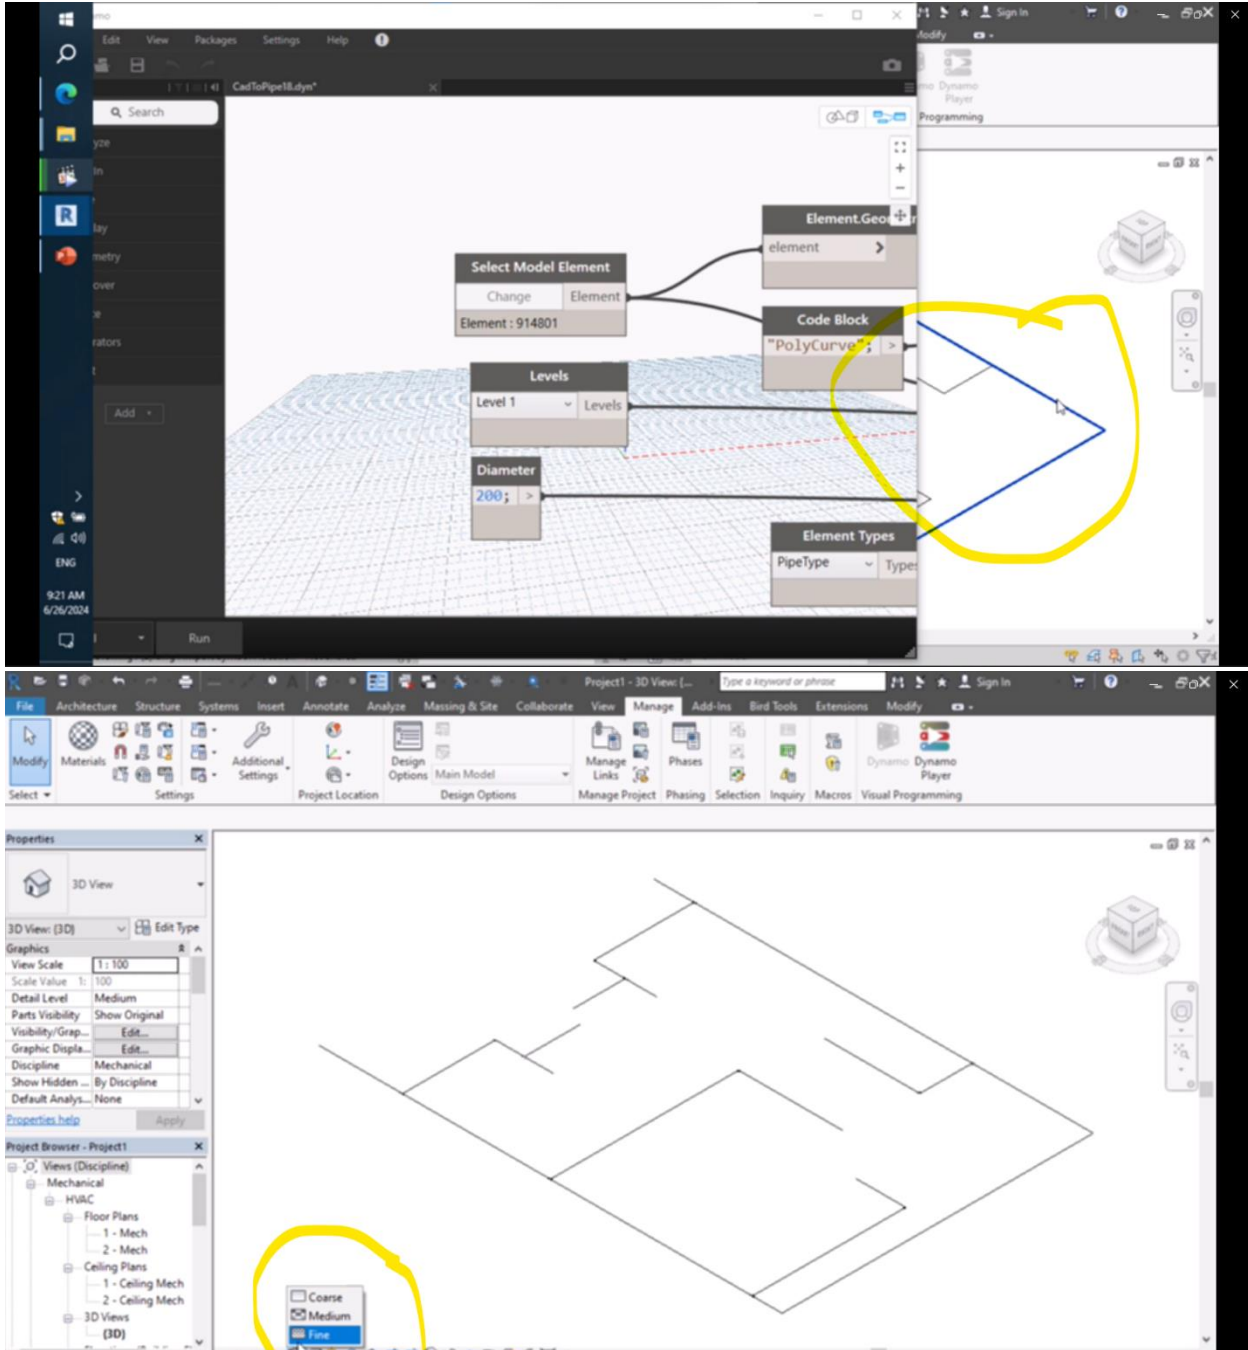 Sign In
Edit View Packages Settings Help
Modify
CadToPipe18.dyn*
Dynamo
Player
Programming
Search
Element
Select Model Element
element >
Change Element
Element : 914801
Code Block
"PolyCurve"; >
Levels
Level 1 Levels
Add
Diameter
200; >
Element Types
PipeType Types
ENG
9:21 AM
6/26/2024
Run
Project1 - 3D View: {...
Type a keyword or phrase
Sign In
File Architecture Structure Systems Insert Annotate Analyze Massing & Site Collaborate View Manage Add-Ins Bird Tools Extensions Modify
Modify
Materials
Additional
Settings
Design
Options
Main Model
Manage
Links
Phases
Dynamo
Dynamo
Player
Select
Settings
Project Location
Design Options
Manage Project
Phasing
Selection
Inquiry
Macros
Visual Programming
Properties X
3D View
3D View: {3D} Edit Type
Graphics
View Scale 1 : 100
Scale Value 1: 100
Detail Level Medium
Parts Visibility Show Original
Visibility/Grap... Edit...
Graphic Displa... Edit...
Discipline Mechanical
Show Hidden ... By Discipline
Default Analys... None
Properties help Apply
Project Browser - Project1 X
Views (Discipline)
Mechanical
HVAC
Floor Plans
1 - Mech
2 - Mech
Ceiling Plans
1 - Ceiling Mech
2 - Ceiling Mech
3D Views
{3D}
Coarse
Medium
Fine